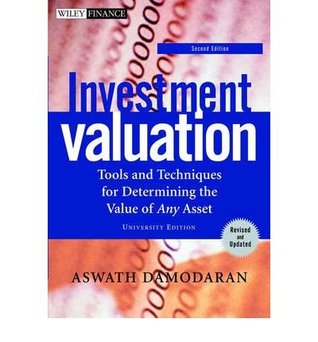 WILEY FINANCE
Second Edition
Investment
valuation
Tools and Techniques
for Determining the
Value of Any Asset
UNIVERSITY EDITION
Revised
and
Updated
ASWATH DAMODARAN